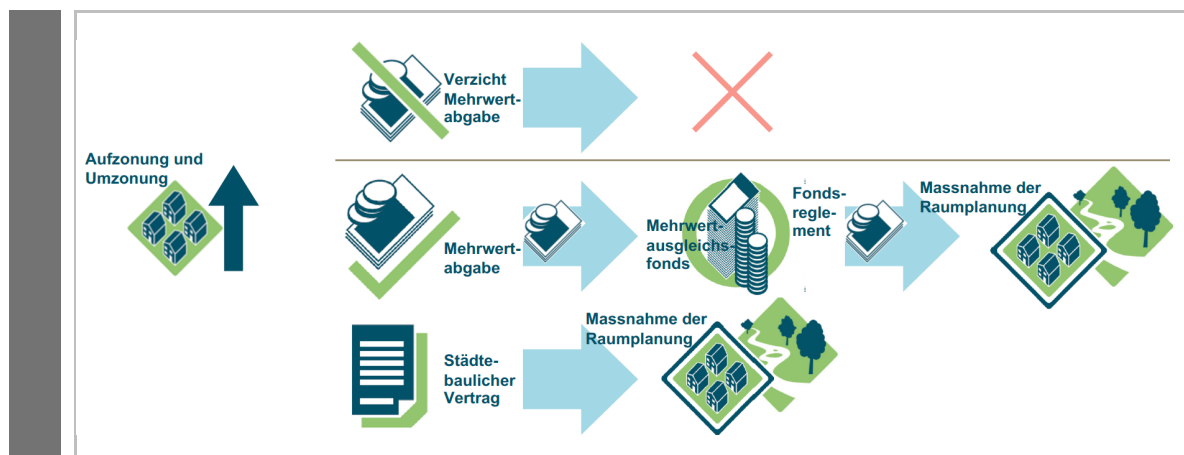 Verzicht
Mehrwert-
abgabe
Aufzonung und
Umzonung
Mehrwert-
abgabe
Mehrwert-
ausgleichs-
fonds
Fonds-
regle-
ment
Massnahme der
Raumplanung
Städte-
baulicher
Vertrag
Massnahme der
Raumplanung